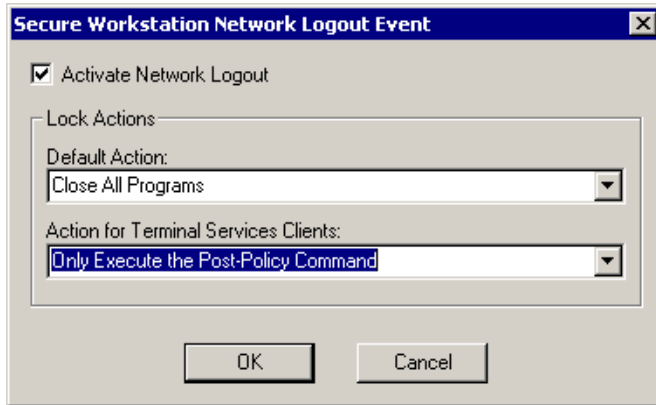 Secure Workstation Network Logout Event
Activate Network Logout
Lock Actions
Default Action:
Close All Programs
Action for Terminal Services Clients:
Only Execute the Post-Policy Command
OK
Cancel